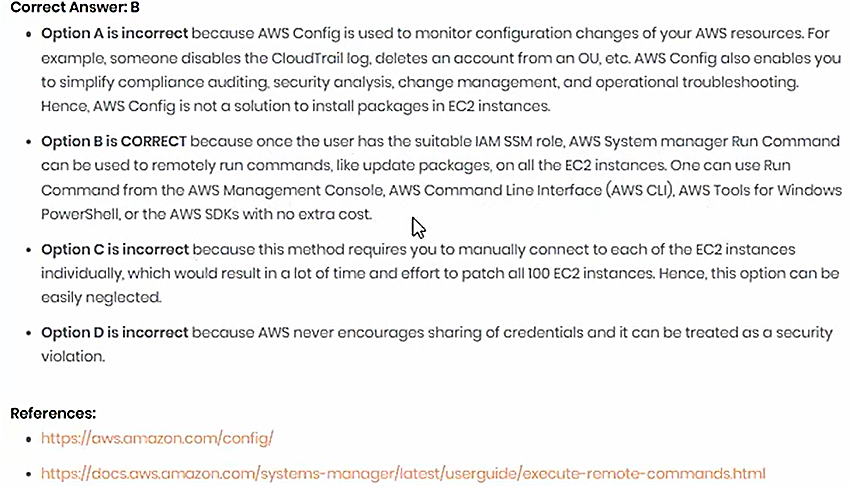 Correct Answer: B
• Option A is incorrect because AWS Config is used to monitor configuration changes of your AWS resources. For
example, someone disables the CloudTrail log, deletes an account from an OU, etc. AWS Config also enables you
to simplify compliance auditing, security analysis, change management, and operational troubleshooting.
Hence, AWS Config is not a solution to install packages in EC2 instances.
• Option B is CORRECT because once the user has the suitable IAM SSM role, AWS System manager Run Command
can be used to remotely run commands, like update packages, on all the EC2 instances. One can use Run
Command from the AWS Management Console, AWS Command Line Interface (AWS CLI), AWS Tools for Windows
PowerShell, or the AWS SDKs with no extra cost.
• Option C is incorrect because this method requires you to manually connect to each of the EC2 instances
individually, which would result in a lot of time and effort to patch all 100 EC2 instances. Hence, this option can be
easily neglected.
• Option D is incorrect because AWS never encourages sharing of credentials and it can be treated as a security
violation.
References:
• https://aws.amazon.com/config/
• https://docs.aws.amazon.com/systems-manager/latest/userguide/execute-remote-commands.html